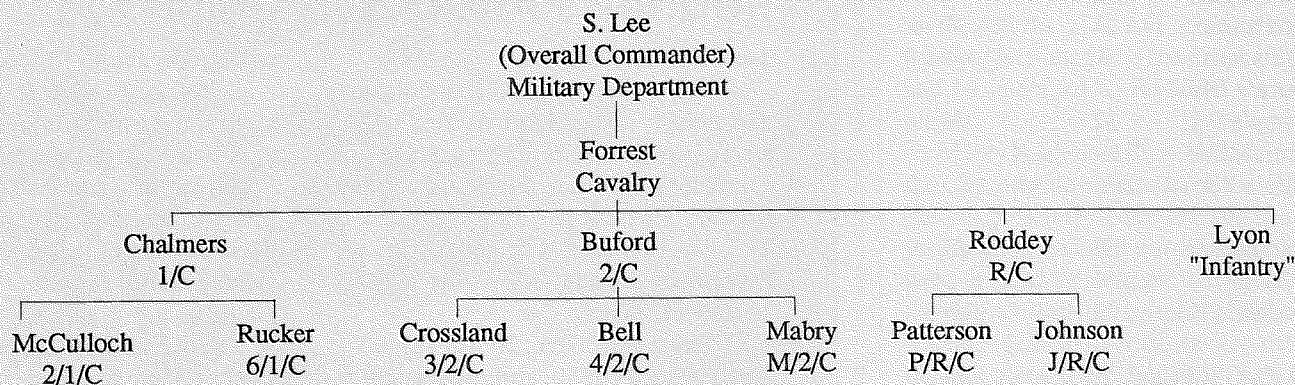 S. Lee
(Overall Commander)
Military Department
Forrest
Cavalry
Chalmers
1/C
Buford
2/C
Roddey
R/C
Lyon
"Infantry"
McCulloch
2/1/C
Rucker
6/1/C
Crossland
3/2/C
Bell
4/2/C
Mabry
M/2/C
Patterson
P/R/C
Johnson
J/R/C